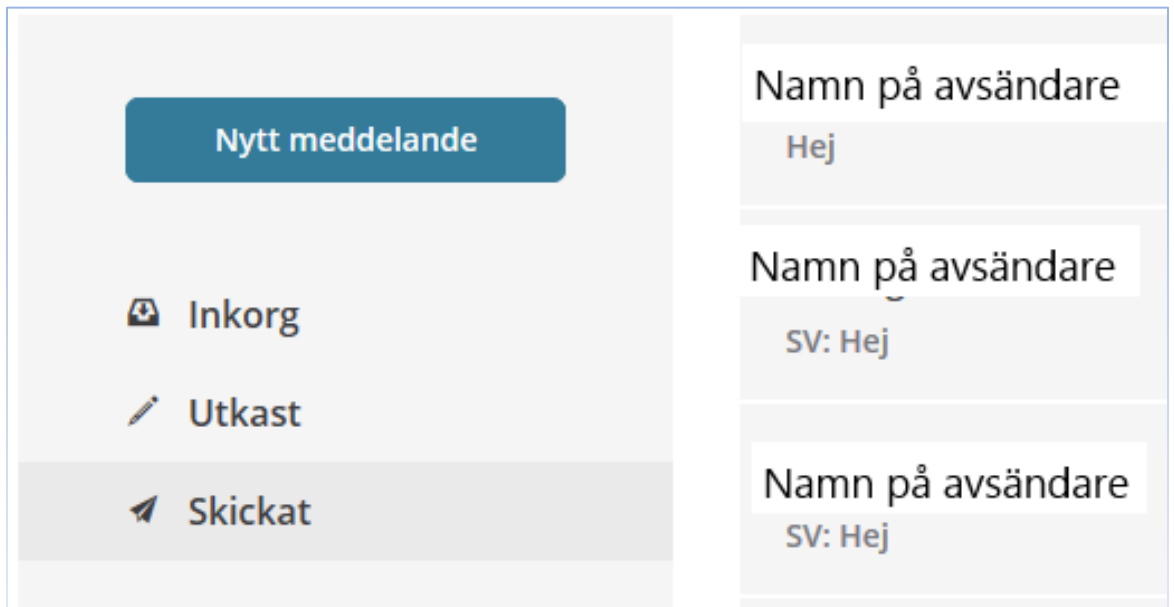 Nytt meddelande
Inkorg
Utkast
Skickat
Namn på avsändare
Hej
Namn på avsändare
SV: Hej
Namn på avsändare
SV: Hej